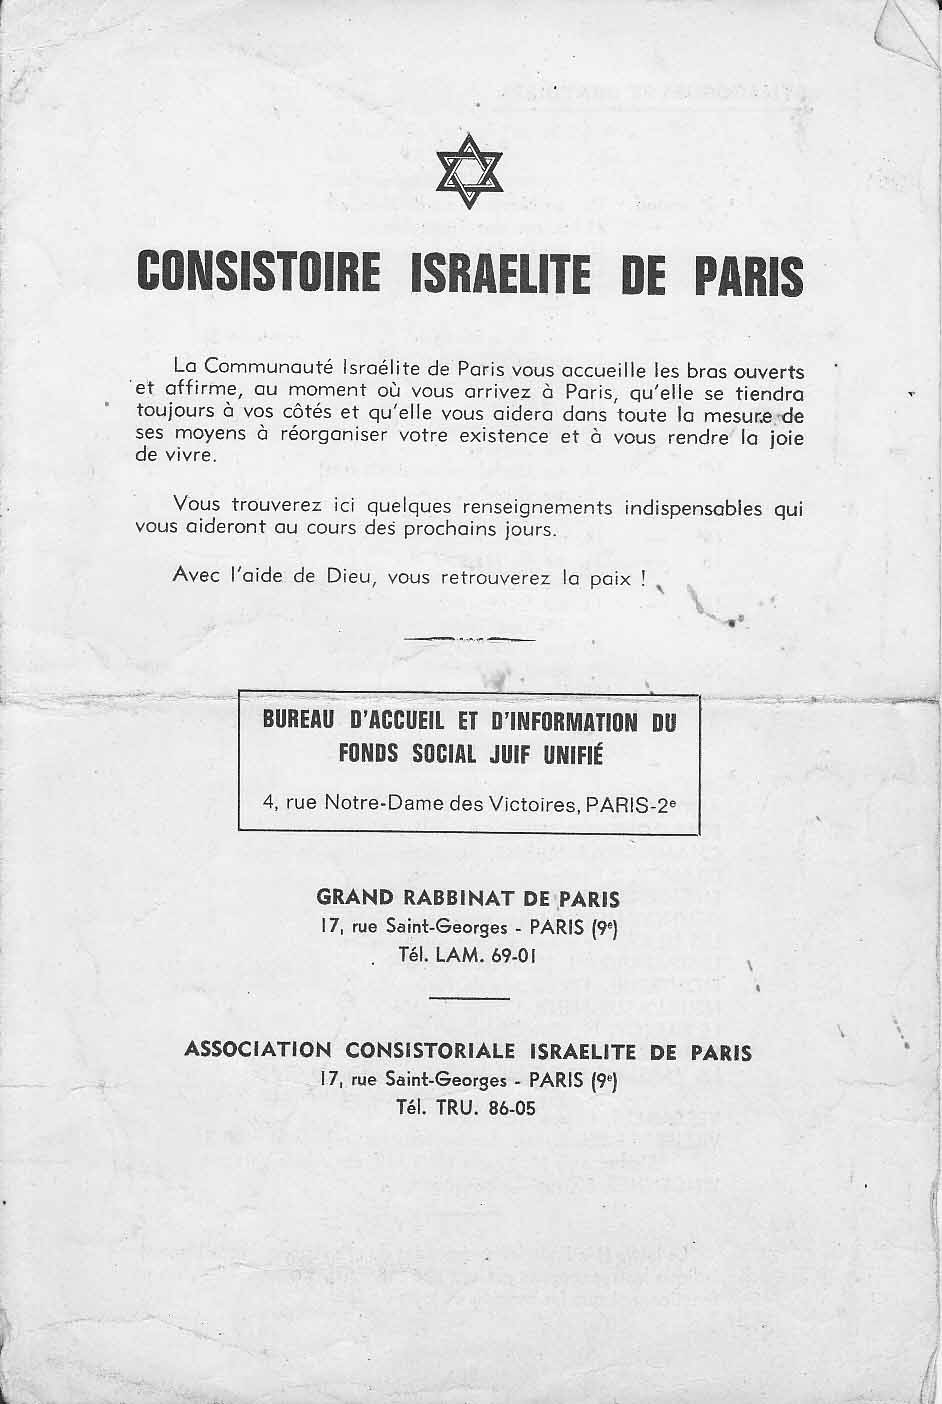 CONSISTOIRE ISRAELITE DE PARIS
La Communauté Israélite de Paris vous accueille les bras ouverts
et affirme, au moment où vous arrivez à Paris, qu'elle se tiendra
toujours à vos côtés et qu'elle vous aidera dans toute la mesure de
ses moyens à réorganiser votre existence et à vous rendre la joie
de vivre.
Vous trouverez ici quelques renseignements indispensables qui
vous aideront au cours des prochains jours.
Avec l'aide de Dieu, vous retrouverez la paix !
BUREAU D'ACCUEIL ET D'INFORMATION DU
FONDS SOCIAL JUIF UNIFIÉ
4, rue Notre-Dame des Victoires, PARIS-2e
GRAND RABBINAT DE PARIS
17, rue Saint-Georges - PARIS (9e)
Tél. LAM. 69-01
ASSOCIATION CONSISTORIALE ISRAELITE DE PARIS
17, rue Saint-Georges - PARIS (9e)
Tél. TRU. 86-05